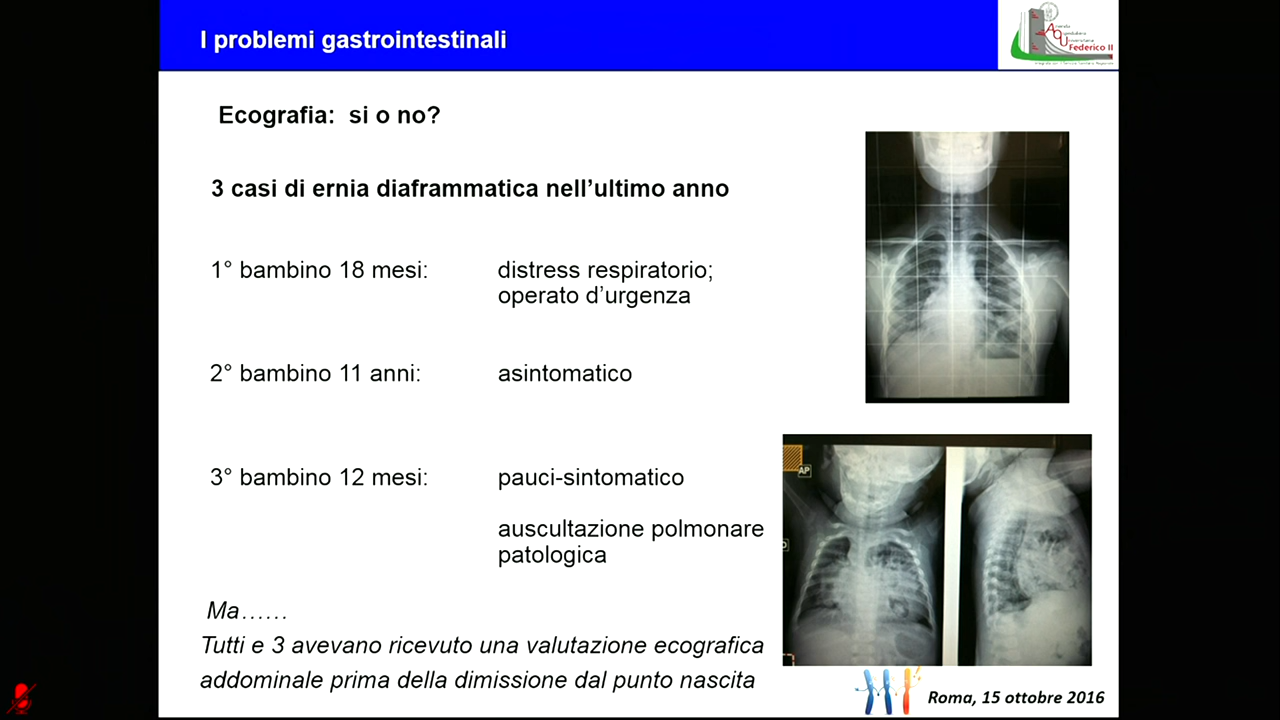 I problemi gastrointestinali
Azienda
Ospedaliera
Universitaria
Federico II
Ecografia: si o no?
3 casi di ernia diaframmatica nell'ultimo anno
1° bambino 18 mesi: distress respiratorio;
operato d'urgenza
2° bambino 11 anni: asintomatico
3° bambino 12 mesi: pauci-sintomatico
auscultazione polmonare
patologica
AP
Ma……
Tutti e 3 avevano ricevuto una valutazione ecografica
addominale prima della dimissione dal punto nascita
Roma, 15 ottobre 2016